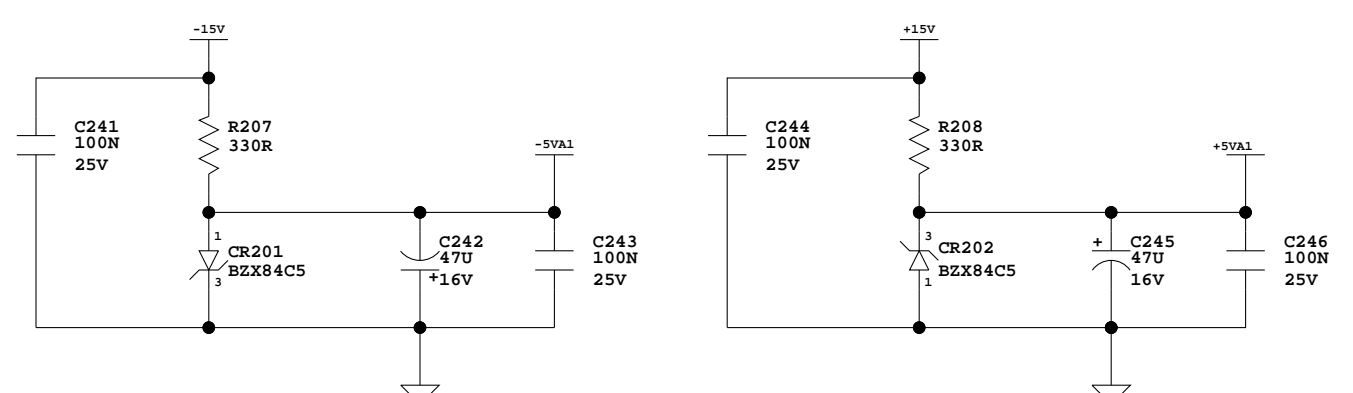 -15V
C241
100N
25V
R207
330R
-5VA1
1
CR201
BZX84C5
3
C242
47U
+16V
C243
100N
25V
+15V
C244
100N
25V
R208
330R
+5VA1
3
CR202
BZX84C5
1
+
C245
47U
16V
C246
100N
25V